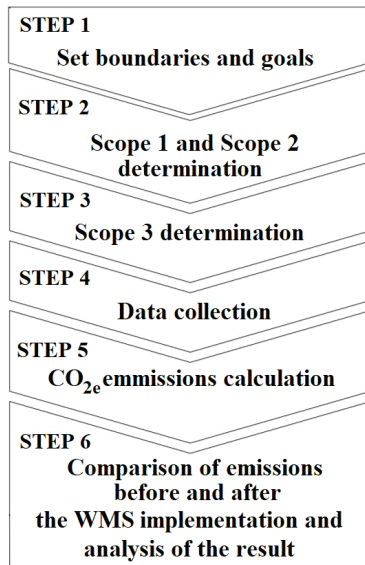 STEP 1
Set boundaries and goals
STEP 2
Scope 1 and Scope 2
determination
STEP 3
Scope 3 determination
STEP 4
Data collection
STEP 5
CO2e emmissions calculation
STEP 6
Comparison of emissions
before and after
the WMS implementation and
analysis of the result